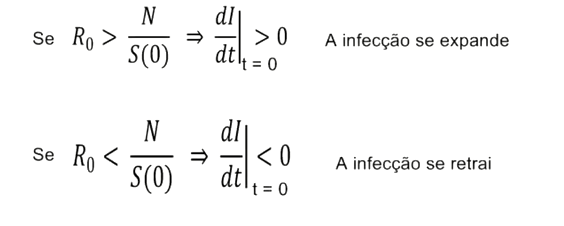 Se R₀ > N/S(0) ⇒ dI/dt|t = 0 > 0 A infecção se expande
Se R₀ < N/S(0) ⇒ dI/dt|t = 0 < 0 A infecção se retrai